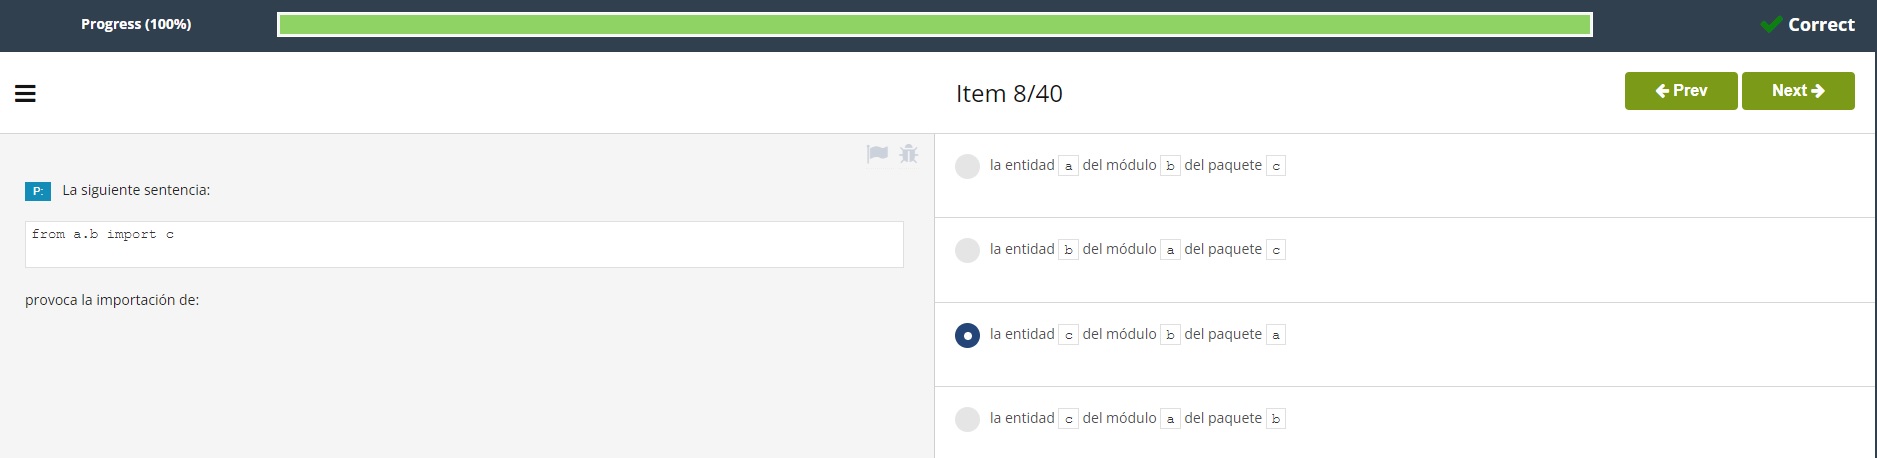 Progress (100%)
Correct
Item 8/40
Prev
Next
P: La siguiente sentencia:
from a.b import c
provoca la importación de:
la entidad a del módulo b del paquete c
la entidad b del módulo a del paquete c
la entidad c del módulo b del paquete a
la entidad c del módulo a del paquete b